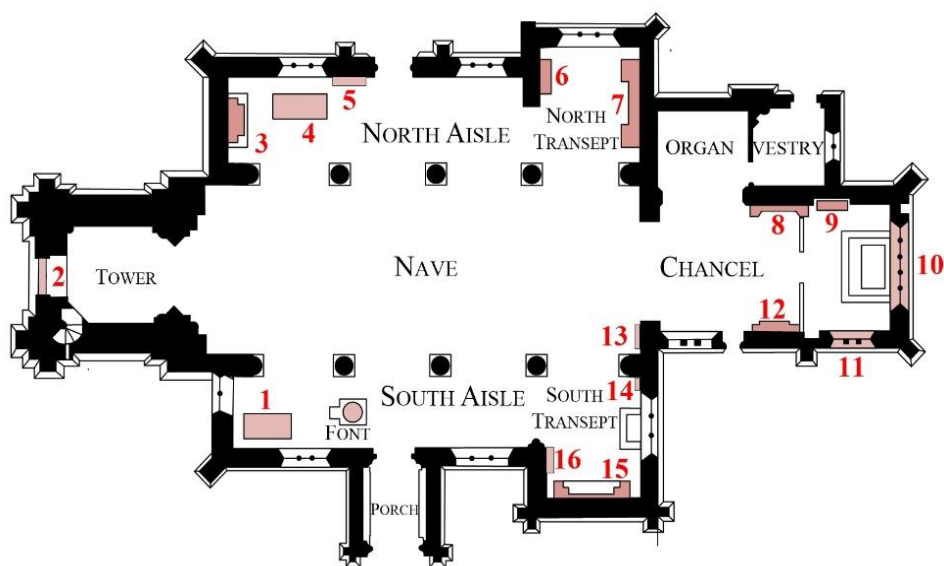 6
5
7
3
4
NORTH AISLE
NORTH
TRANSEPT
ORGAN
VESTRY
8
9
2
TOWER
NAVE
CHANCEL
10
12
13
11
14
1
SOUTH AISLE
SOUTH
TRANSEPT
FONT
16
15
PORCH